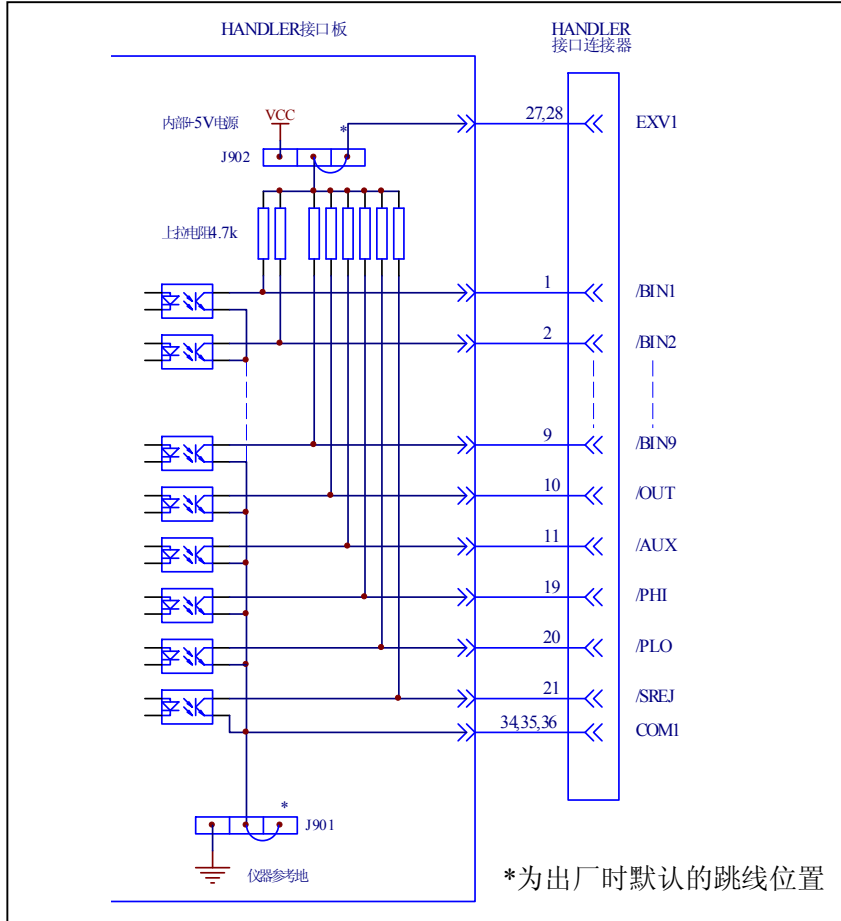 HANDLER接口板
HANDLER
接口连接器
内部+5V电源
VCC
*
27,28
EXV1
J902
上拉电阻4.7k
1
/BIN1
2
/BIN2
9
/BIN9
10
/OUT
11
/AUX
19
/PHI
20
/PLO
21
/SREJ
34,35,36
COM1
*
J901
仪器参考地
*为出厂时默认的跳线位置